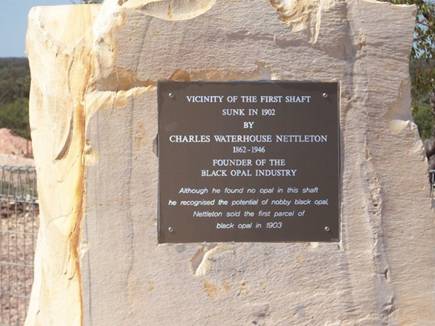 VICINITY OF THE FIRST SHAFT
SUNK IN 1902
BY
CHARLES WATERHOUSE NETTLETON
1862-1946
FOUNDER OF THE
BLACK OPAL INDUSTRY
Although he found no opal in this shaft
he recognised the potential of nobby black opal,
Nettleton sold the first parcel of
black opal in 1903